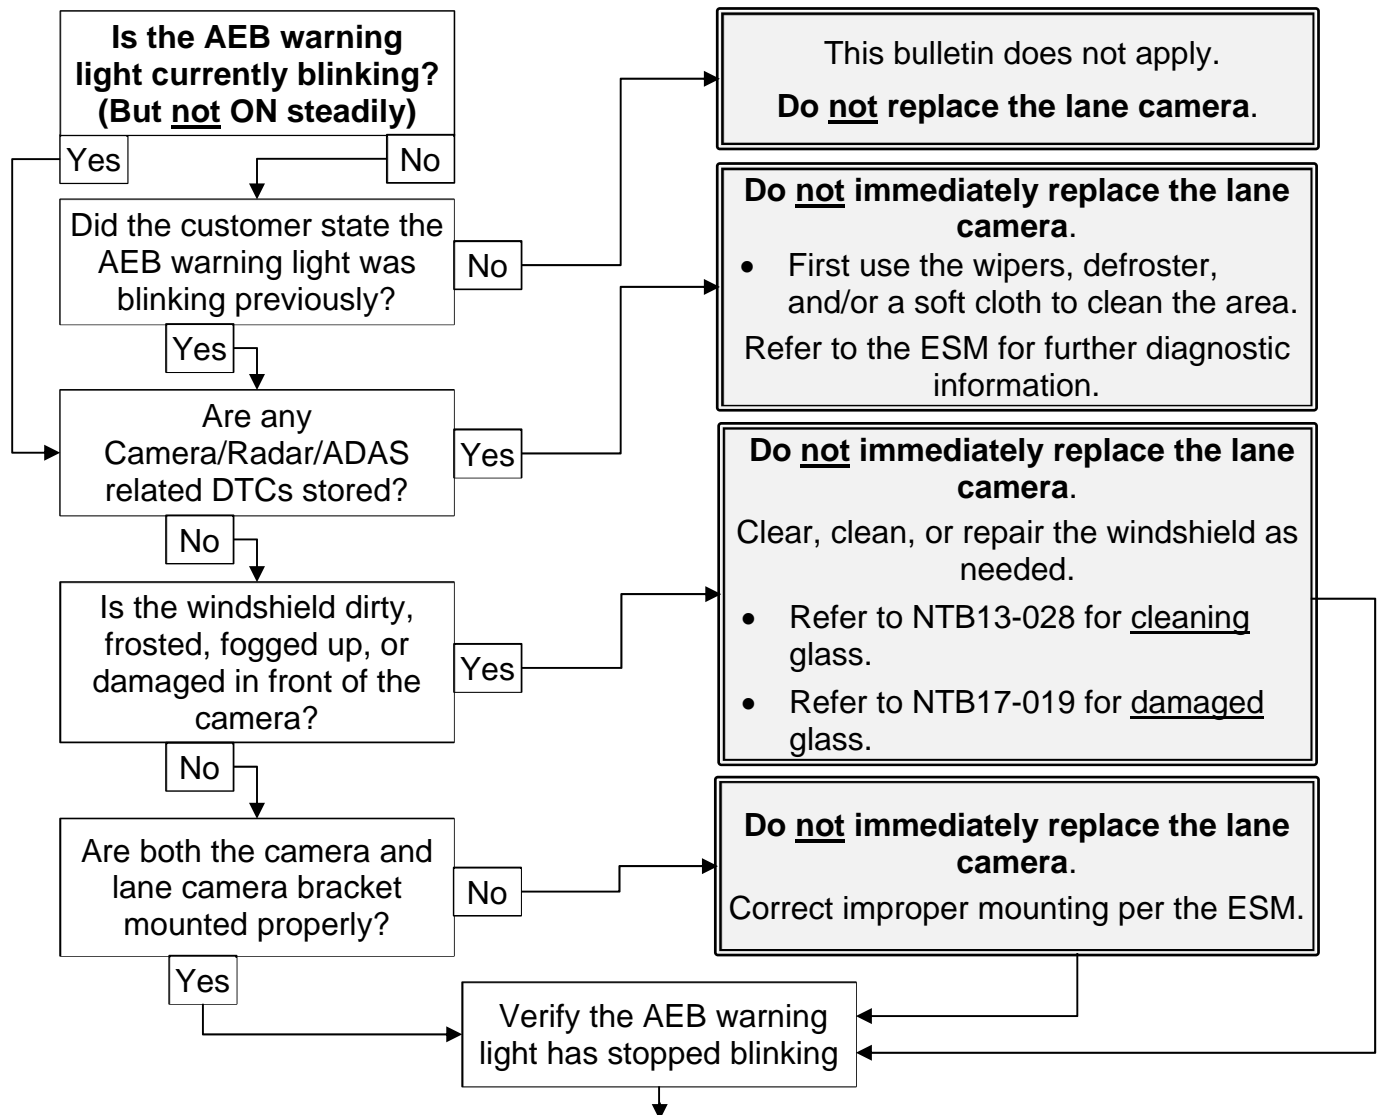 Is the AEB warning
light currently blinking?
(But not ON steadily)
Yes
No
This bulletin does not apply.
Do not replace the lane camera.
Did the customer state the
AEB warning light was
blinking previously?
No
Yes
Do not immediately replace the lane
camera.
• First use the wipers, defroster,
and/or a soft cloth to clean the area.
Refer to the ESM for further diagnostic
information.
Are any
Camera/Radar/ADAS
related DTCs stored?
Yes
No
Do not immediately replace the lane
camera.
Clear, clean, or repair the windshield as
needed.
• Refer to NTB13-028 for cleaning
glass.
• Refer to NTB17-019 for damaged
glass.
Is the windshield dirty,
frosted, fogged up, or
damaged in front of the
camera?
Yes
No
Do not immediately replace the lane
camera.
Correct improper mounting per the ESM.
Are both the camera and
lane camera bracket
mounted properly?
No
Yes
Verify the AEB warning
light has stopped blinking